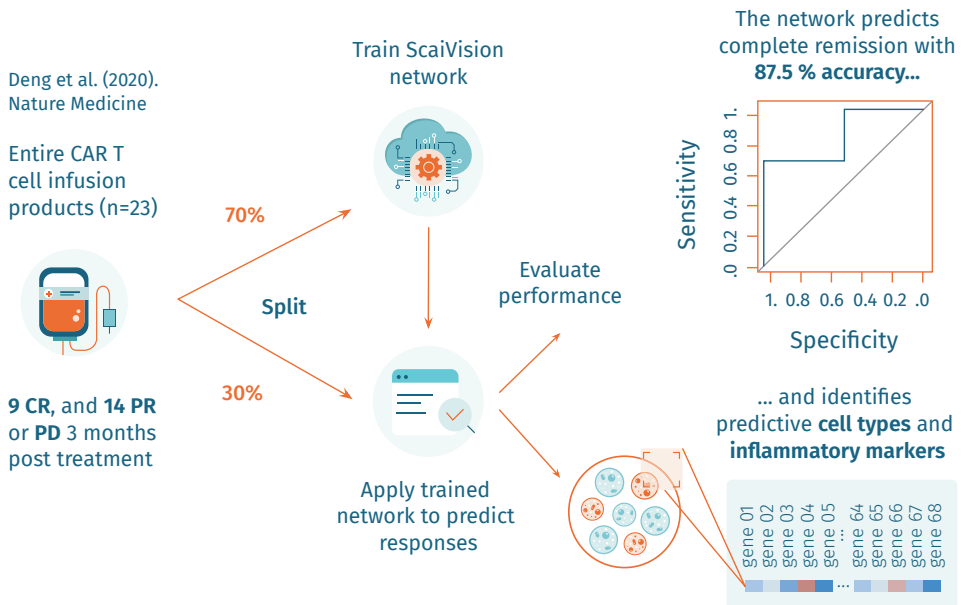 Deng et al. (2020).
Nature Medicine
Entire CAR T
cell infusion
products (n=23)
9 CR, and 14 PR
or PD 3 months
post treatment
70%
Split
30%
Train ScaiVision
network
Apply trained
network to predict
responses
Evaluate
performance
The network predicts
complete remission with
87.5 % accuracy...
Sensitivity
.0 0.2 0.4 0.6 0.8 1.
1. 0.8 0.6 0.4 0.2 .0
Specificity
... and identifies
predictive cell types and
inflammatory markers
gene 01
gene 02
gene 03
gene 04
gene 05
...
gene 64
gene 65
gene 66
gene 67
gene 68
...